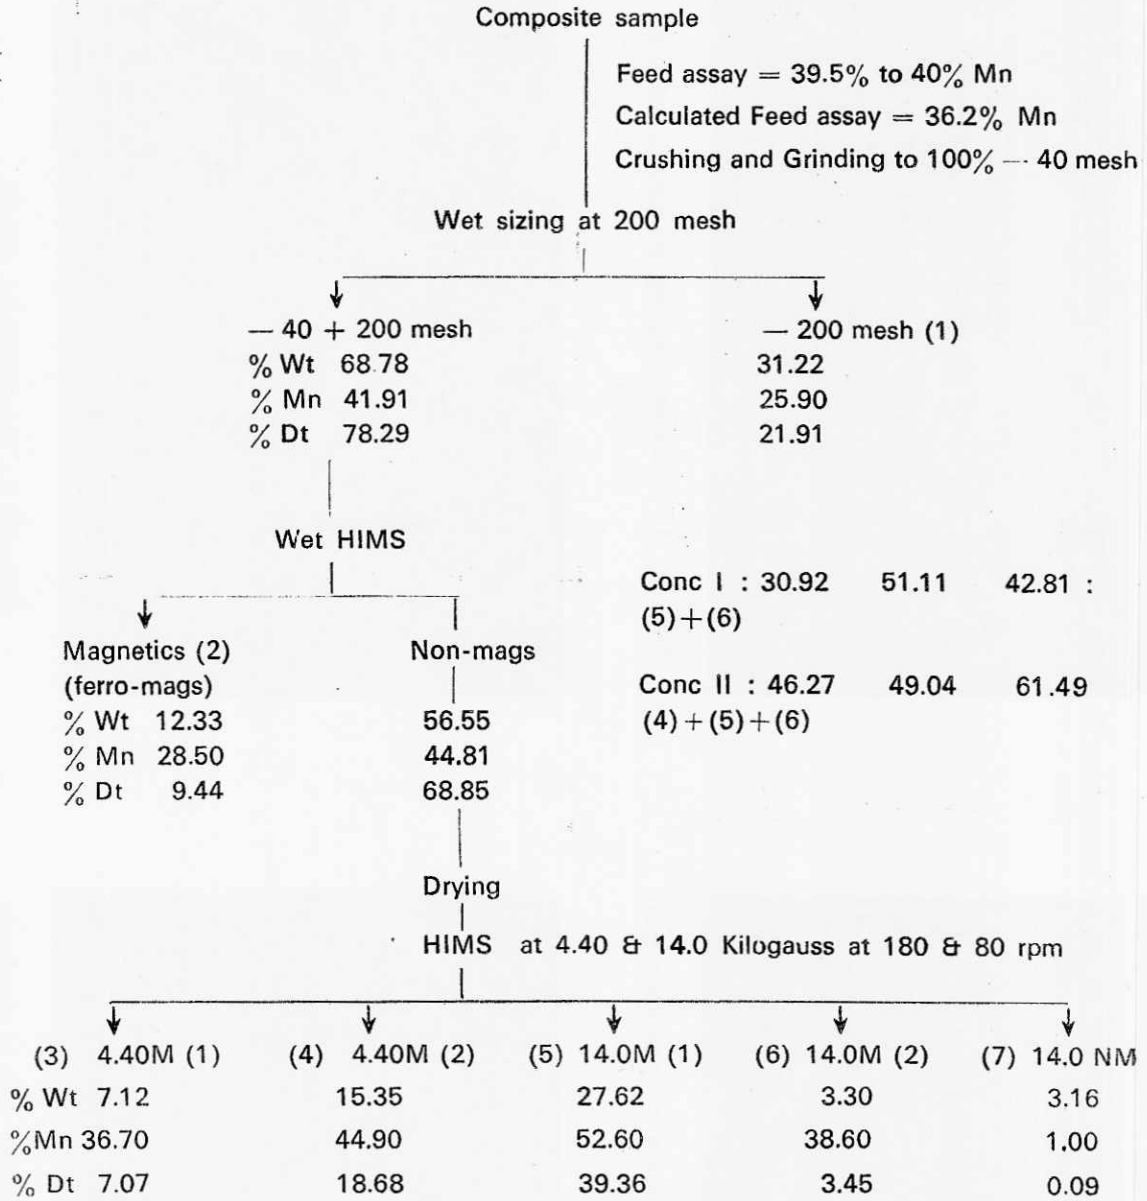 Composite sample
Feed assay = 39.5% to 40% Mn
Calculated Feed assay = 36.2% Mn
Crushing and Grinding to 100% — 40 mesh
Wet sizing at 200 mesh
— 40 + 200 mesh — 200 mesh (1)
% Wt 68.78 31.22
% Mn 41.91 25.90
% Dt 78.29 21.91
Wet HIMS
Conc I : 30.92 51.11 42.81 :
(5)+(6)
Magnetics (2) Non-mags
(ferro-mags)
Conc II : 46.27 49.04 61.49
(4)+(5)+(6)
% Wt 12.33 56.55
% Mn 28.50 44.81
% Dt 9.44 68.85
Drying
HIMS at 4.40 & 14.0 Kilogauss at 180 & 80 rpm
(3) 4.40M (1) (4) 4.40M (2) (5) 14.0M (1) (6) 14.0M (2) (7) 14.0 NM
% Wt 7.12 15.35 27.62 3.30 3.16
%Mn 36.70 44.90 52.60 38.60 1.00
% Dt 7.07 18.68 39.36 3.45 0.09